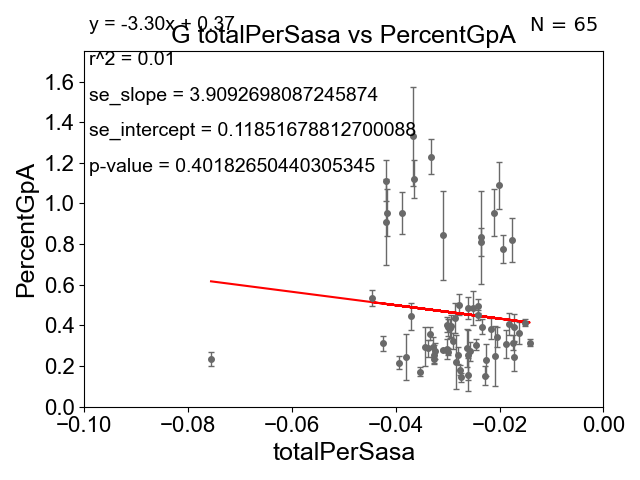 y = -3.30x + 0.37
N = 65
G totalPerSasa vs PercentGpA
r^2 = 0.01
se_slope = 3.9092698087245874
se_intercept = 0.11851678812700088
p-value = 0.40182650440305345
PercentGpA
1.6
1.4
1.2
1.0
0.8
0.6
0.4
0.2
0.0
−0.10
−0.08
−0.06
−0.04
−0.02
0.00
totalPerSasa